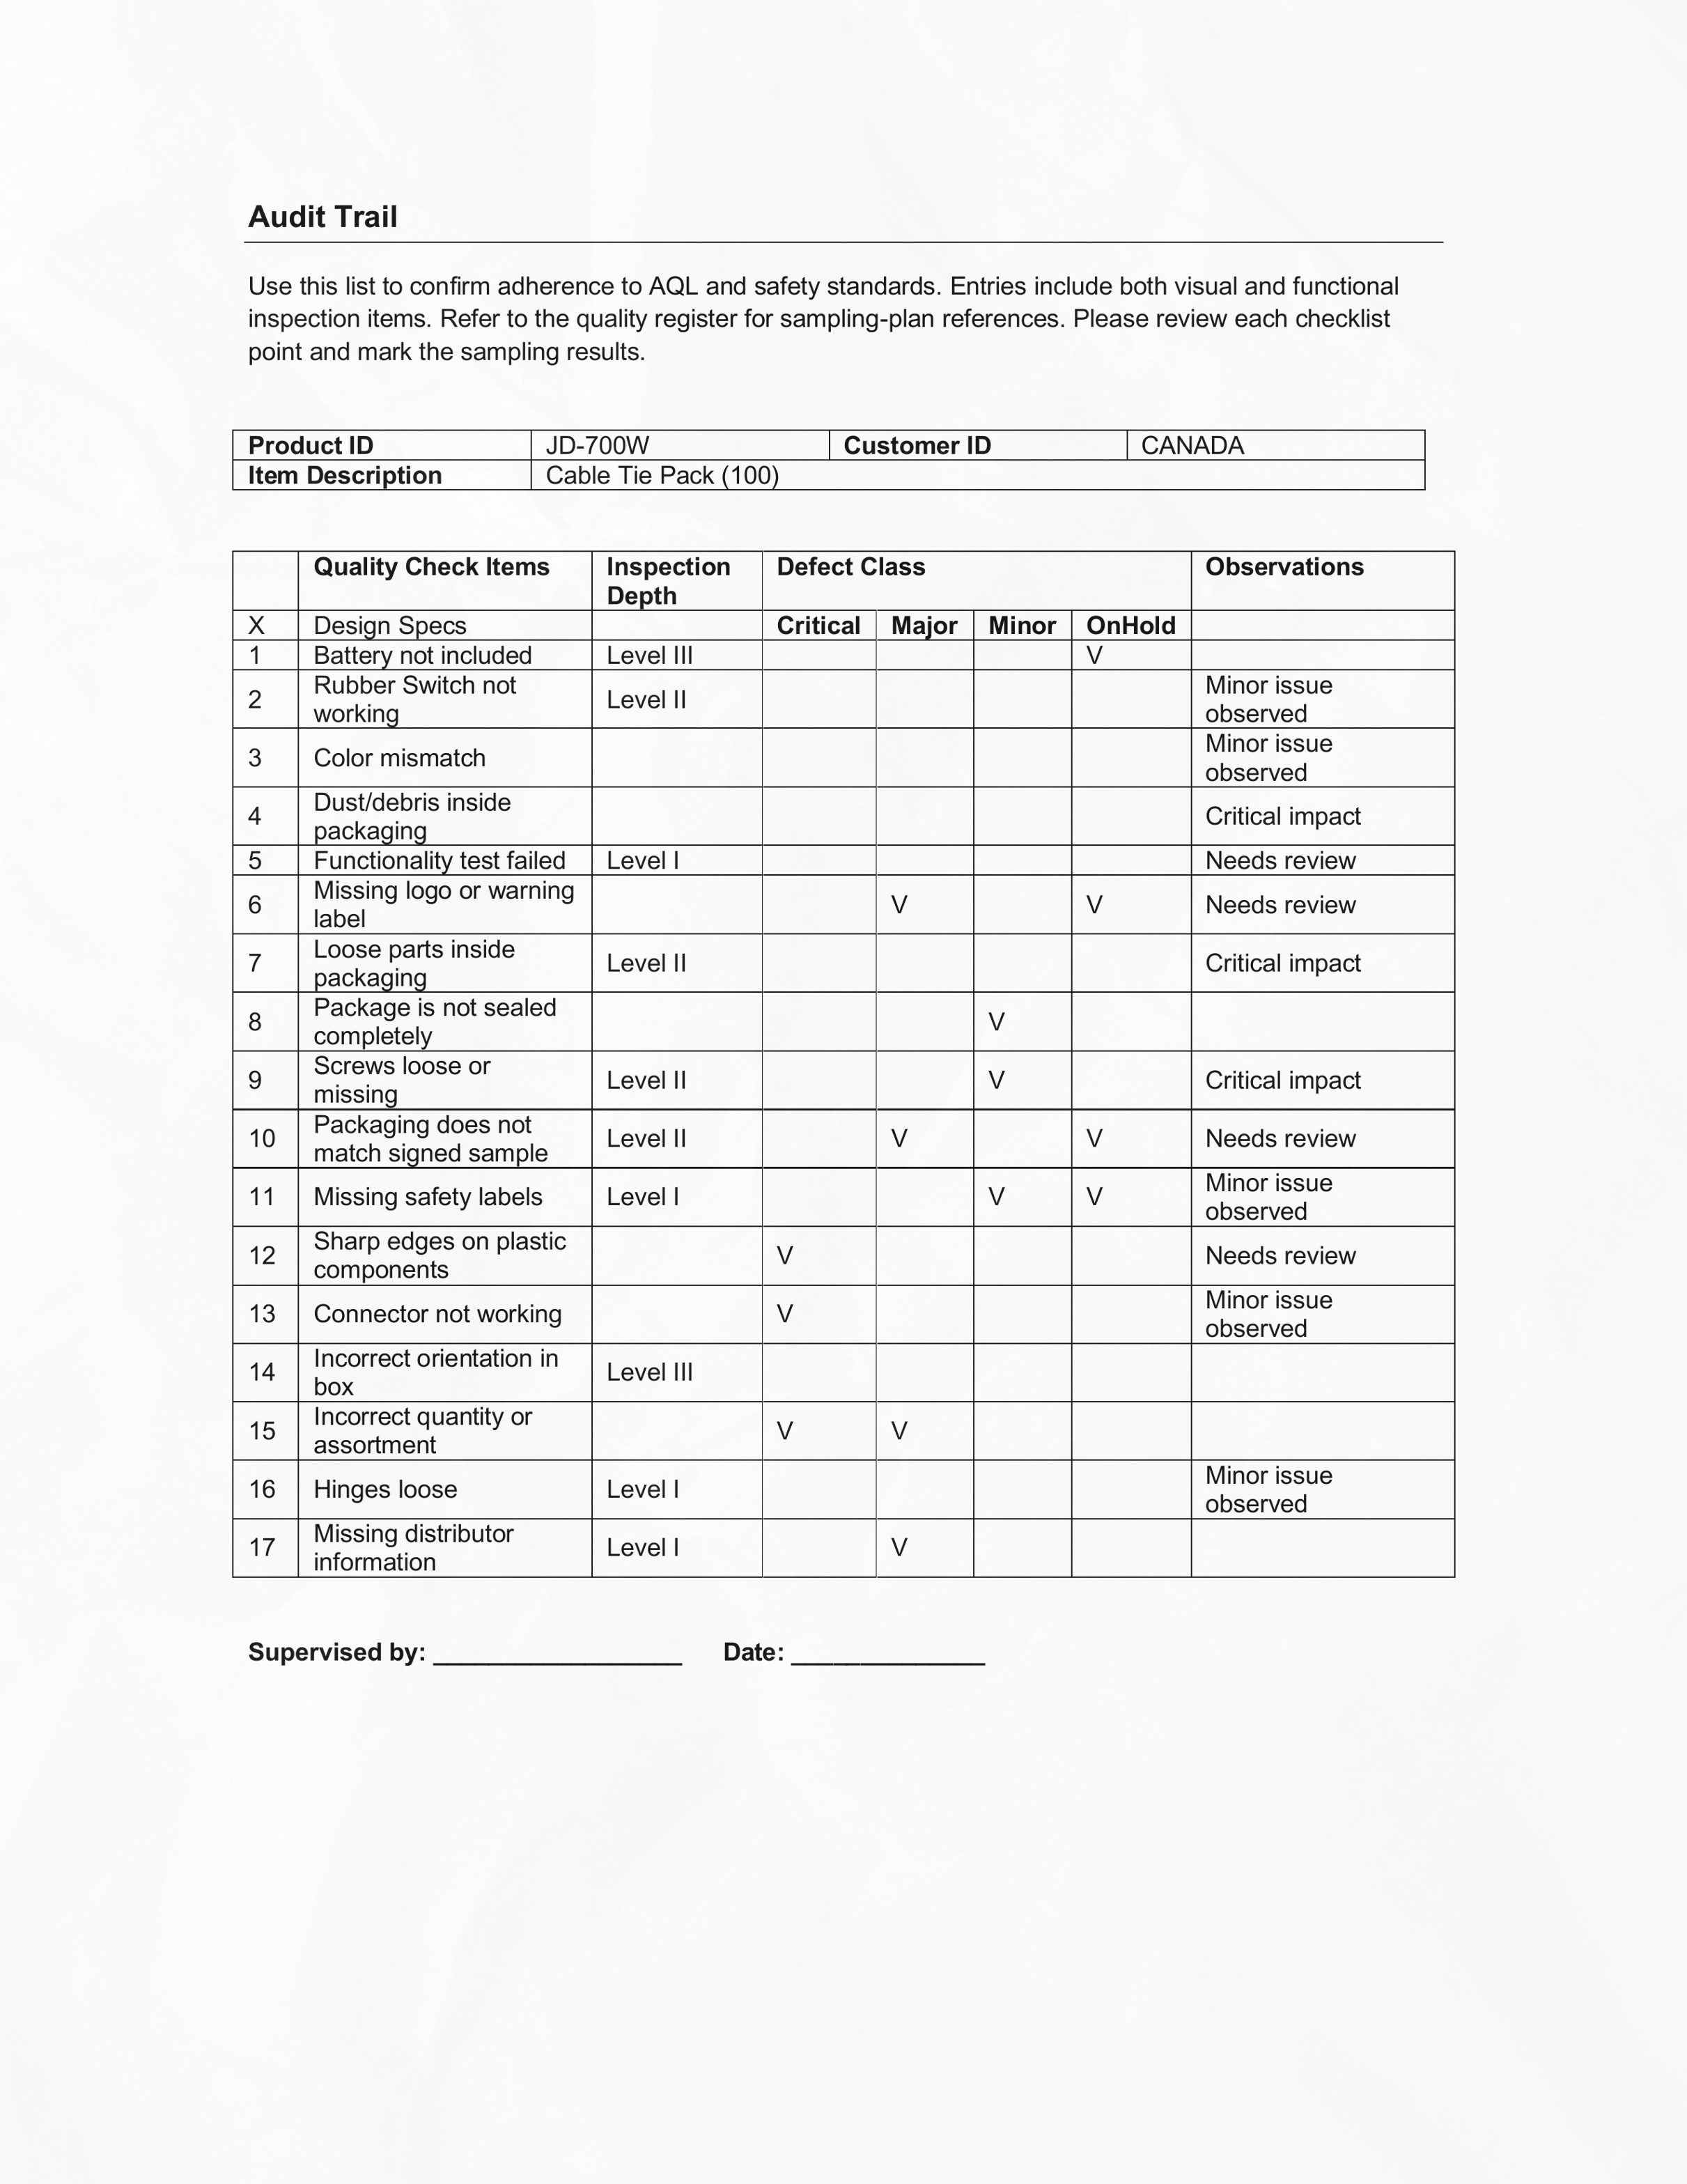 Audit Trail
Use this list to confirm adherence to AQL and safety standards. Entries include both visual and functional
inspection items. Refer to the quality register for sampling-plan references. Please review each checklist
point and mark the sampling results.
Product ID JD-700W Customer ID CANADA
Item Description Cable Tie Pack (100)
Quality Check Items Inspection Depth Defect Class Observations
X Design Specs Critical Major Minor OnHold
1 Battery not included Level III V
2 Rubber Switch not working Level II Minor issue observed
3 Color mismatch Minor issue observed
4 Dust/debris inside packaging Critical impact
5 Functionality test failed Level I Needs review
6 Missing logo or warning label V V Needs review
7 Loose parts inside packaging Level II Critical impact
8 Package is not sealed completely V
9 Screws loose or missing Level II V Critical impact
10 Packaging does not match signed sample Level II V V Needs review
11 Missing safety labels Level I V V Minor issue observed
12 Sharp edges on plastic components V Needs review
13 Connector not working V Minor issue observed
14 Incorrect orientation in box Level III
15 Incorrect quantity or assortment V V
16 Hinges loose Level I Minor issue observed
17 Missing distributor information Level I V
Supervised by: __________________ Date: ______________